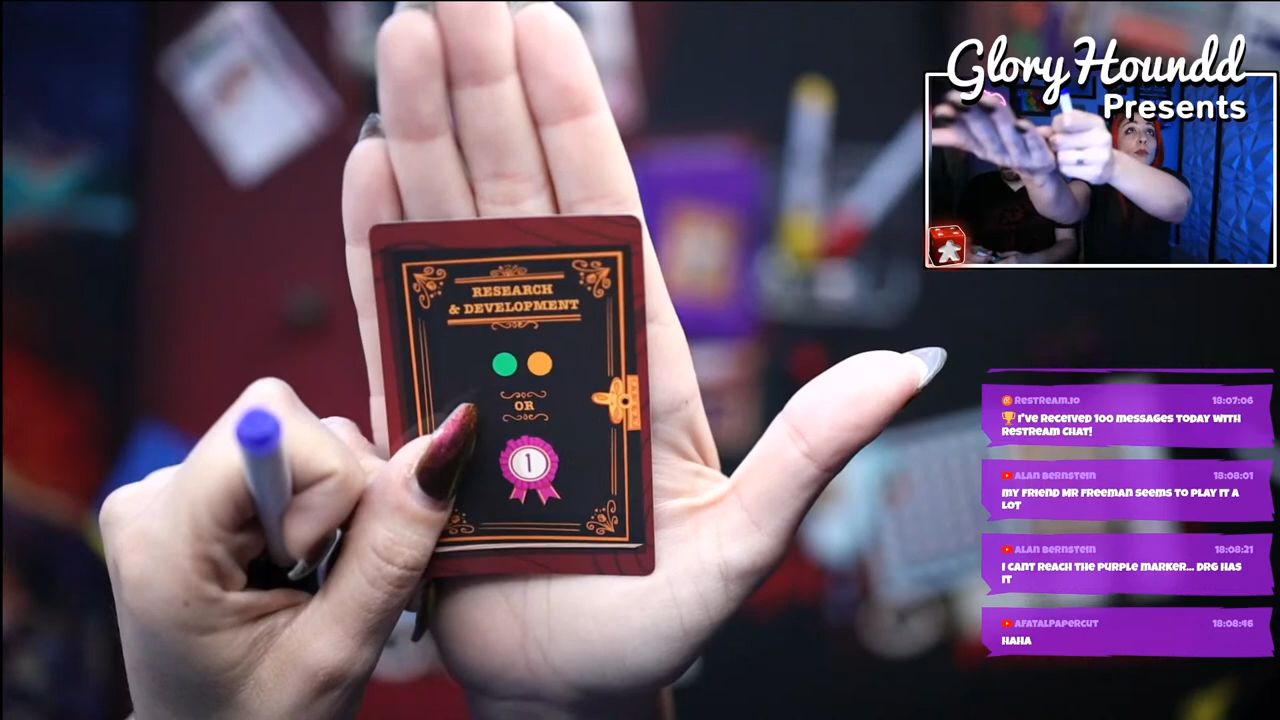 Glory Houndd
Presents
RESEARCH
& DEVELOPMENT
OR
1
Restream.io 18:07:06
🏆 I've received 100 messages today with
Restream Chat!
Alan Bernstein 18:08:01
my friend Mr Freeman seems to play it a
lot
Alan Bernstein 18:08:21
I cant reach the purple marker... DRG has
it
AFatalPapercut 18:08:46
haha